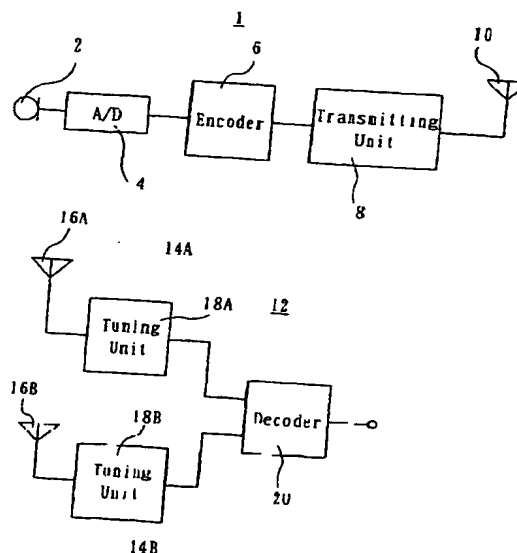 1
2
6
10
A/D
Encoder
Transmitting
Unit
4
8
16A
14A
18A
12
Tuning
Unit
16B
18B
Decoder
Tuning
Unit
20
14B